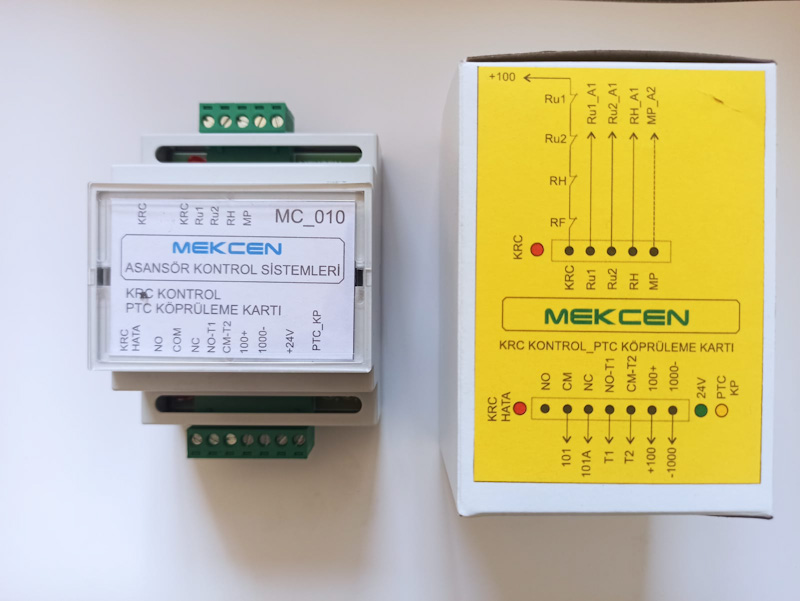 KRC
KRC
Ru1
Ru2
RH
MP
MC_010
MEKCEN
ASANSÖR KONTROL SİSTEMLERİ
KRC KONTROL
PTC KÖPRÜLEME KARTI
KRC
HATA
NO
COM
NC
NO-T1
CM-T2
100+
1000-
+24V
PTC_KP
+100
Ru1
Ru2
RH
RF
Ru1_A1
Ru2_A1
RH_A1
MP_A2
KRC
KRC
Ru1
Ru2
RH
MP
MEKCEN
KRC KONTROL_PTC KÖPRÜLEME KARTI
KRC
HATA
NO
CM
NC
NO-T1
CM-T2
100+
1000-
24V
PTC
KP
101
101A
T1
T2
+100
-1000